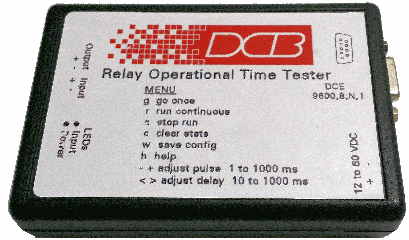 DCB
Relay Operational Time Tester
MENU
g go once
r run continuous
s stop run
c clear stats
w save config
h help
- + adjust pulse 1 to 1000 ms
< > adjust delay 10 to 1000 ms
DCE
9600,8,N,1
12 to 60 VDC
- +
Output Input
+ - + -
LEDs
Input
Power